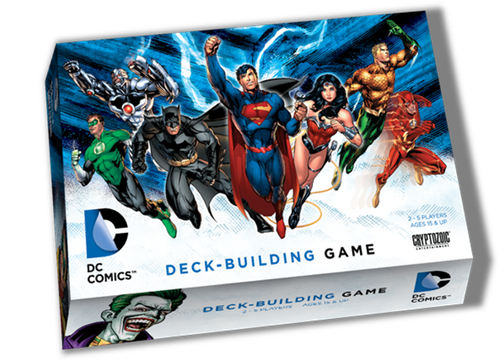 2 - 5 PLAYERS
AGES 15 & UP
DC
COMICS™
DECK-BUILDING GAME
CRYPTOZOIC
ENTERTAINMENT
DECK-BUILDING GAME
2 - 5 PLAYERS AGES 15 & UP
DC
COMICS™